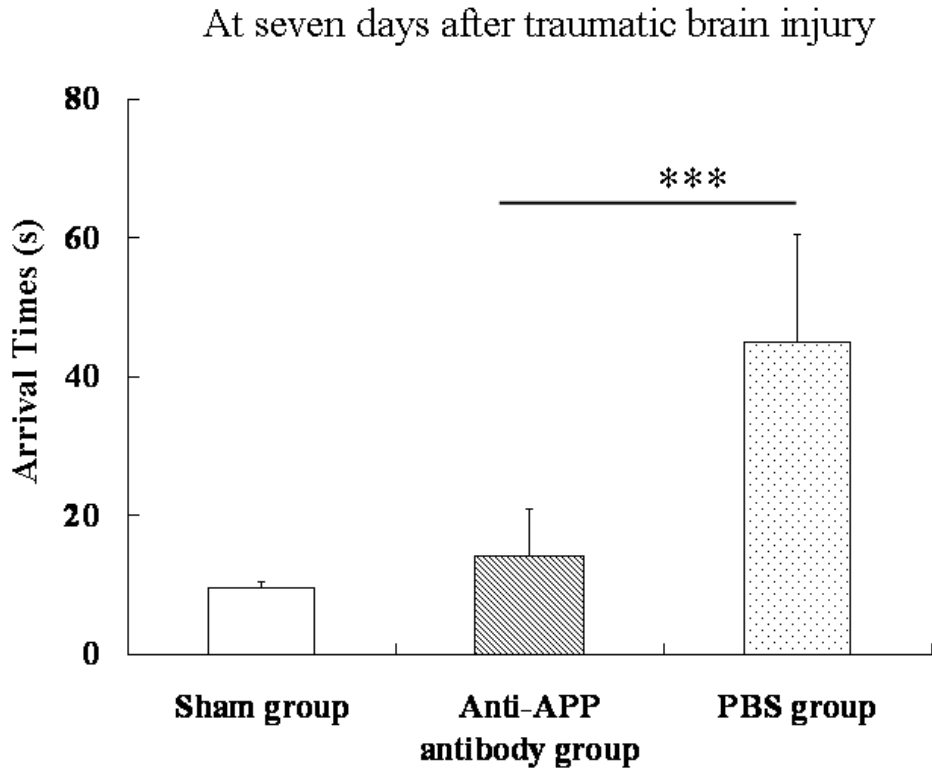 At seven days after traumatic brain injury
80
60
40
20
0
Arrival Times (s)
***
Sham group
Anti-APP
antibody group
PBS group